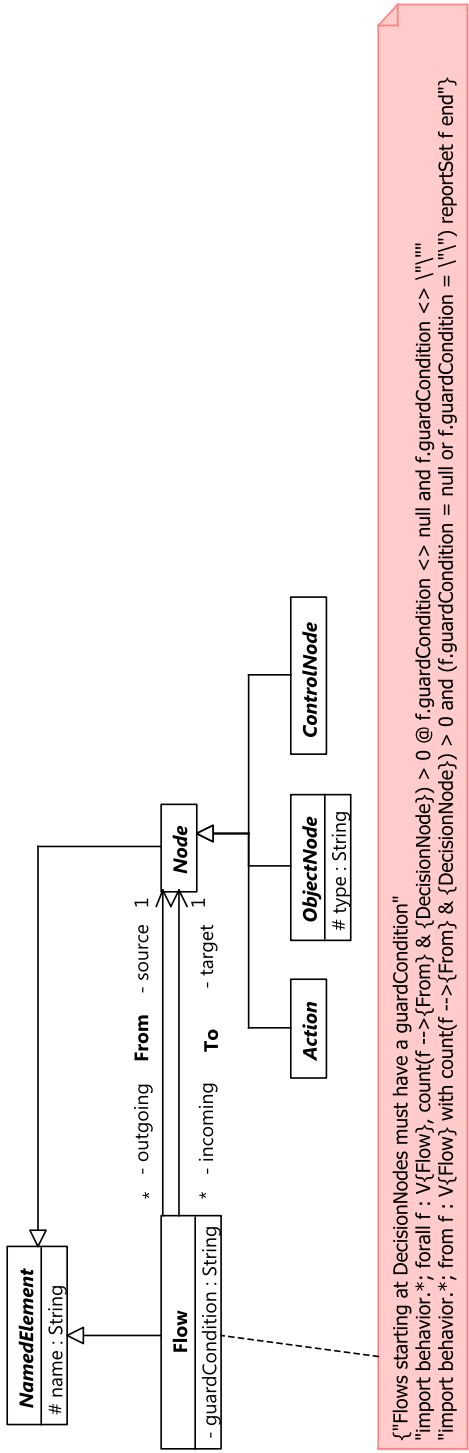 NamedElement
# name : String
Flow
- guardCondition : String
* - outgoing From - source 1
* - incoming To - target 1
Node
Action
ObjectNode
# type : String
ControlNode
{"Flows starting at DecisionNodes must have a guardCondition"
"import behavior.*; forall f : V{Flow}, count(f -->{From} & {DecisionNode}) > 0 @ f.guardCondition <> null and f.guardCondition <> \"\""
"import behavior.*; from f : V{Flow} with count(f -->{From} & {DecisionNode}) > 0 and (f.guardCondition = null or f.guardCondition = \"\") reportSet f end"}